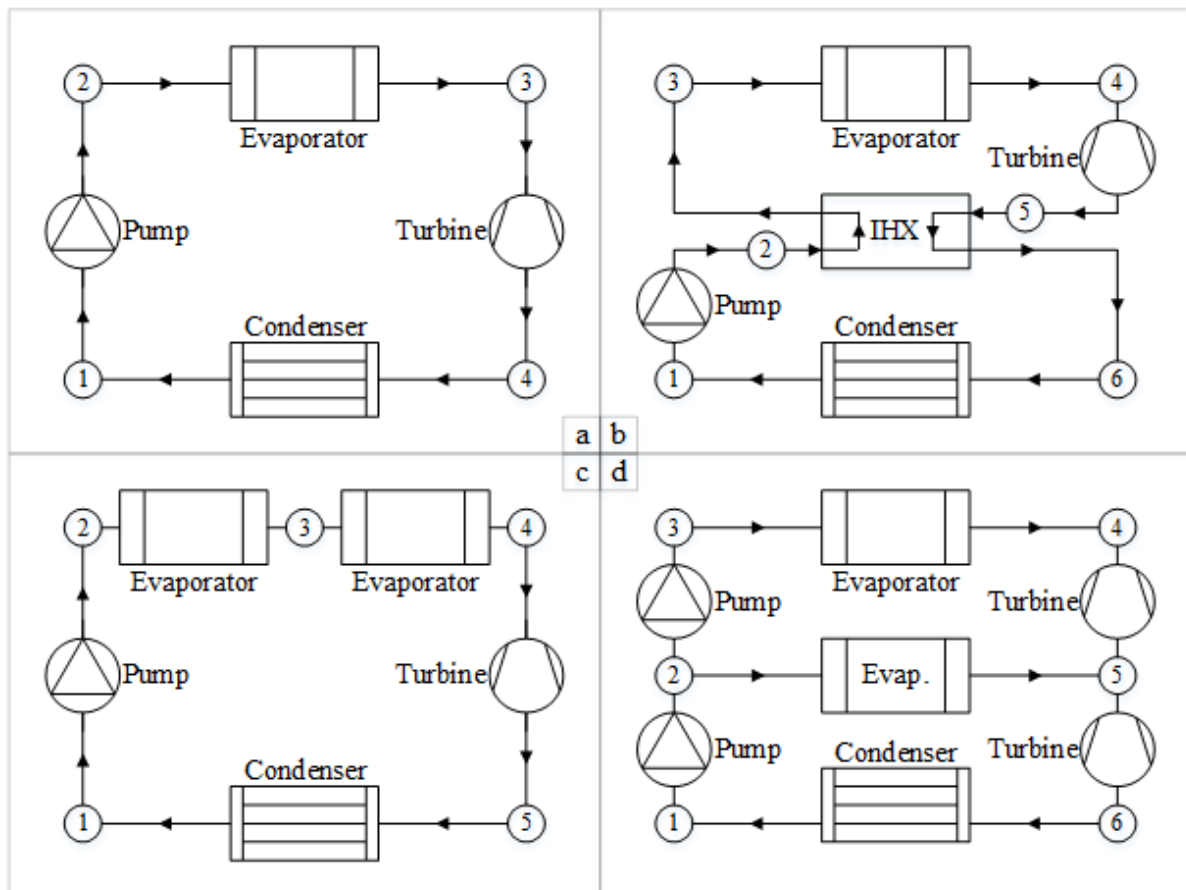 2
3
Evaporator
Pump
Turbine
Condenser
1
4
3
4
Evaporator
Turbine
5
IHX
2
Pump
Condenser
1
6
a b
c d
2
3
4
Evaporator
Evaporator
Pump
Turbine
Condenser
1
5
3
4
Evaporator
Pump
Turbine
2
Evap.
5
Pump
Turbine
Condenser
1
6